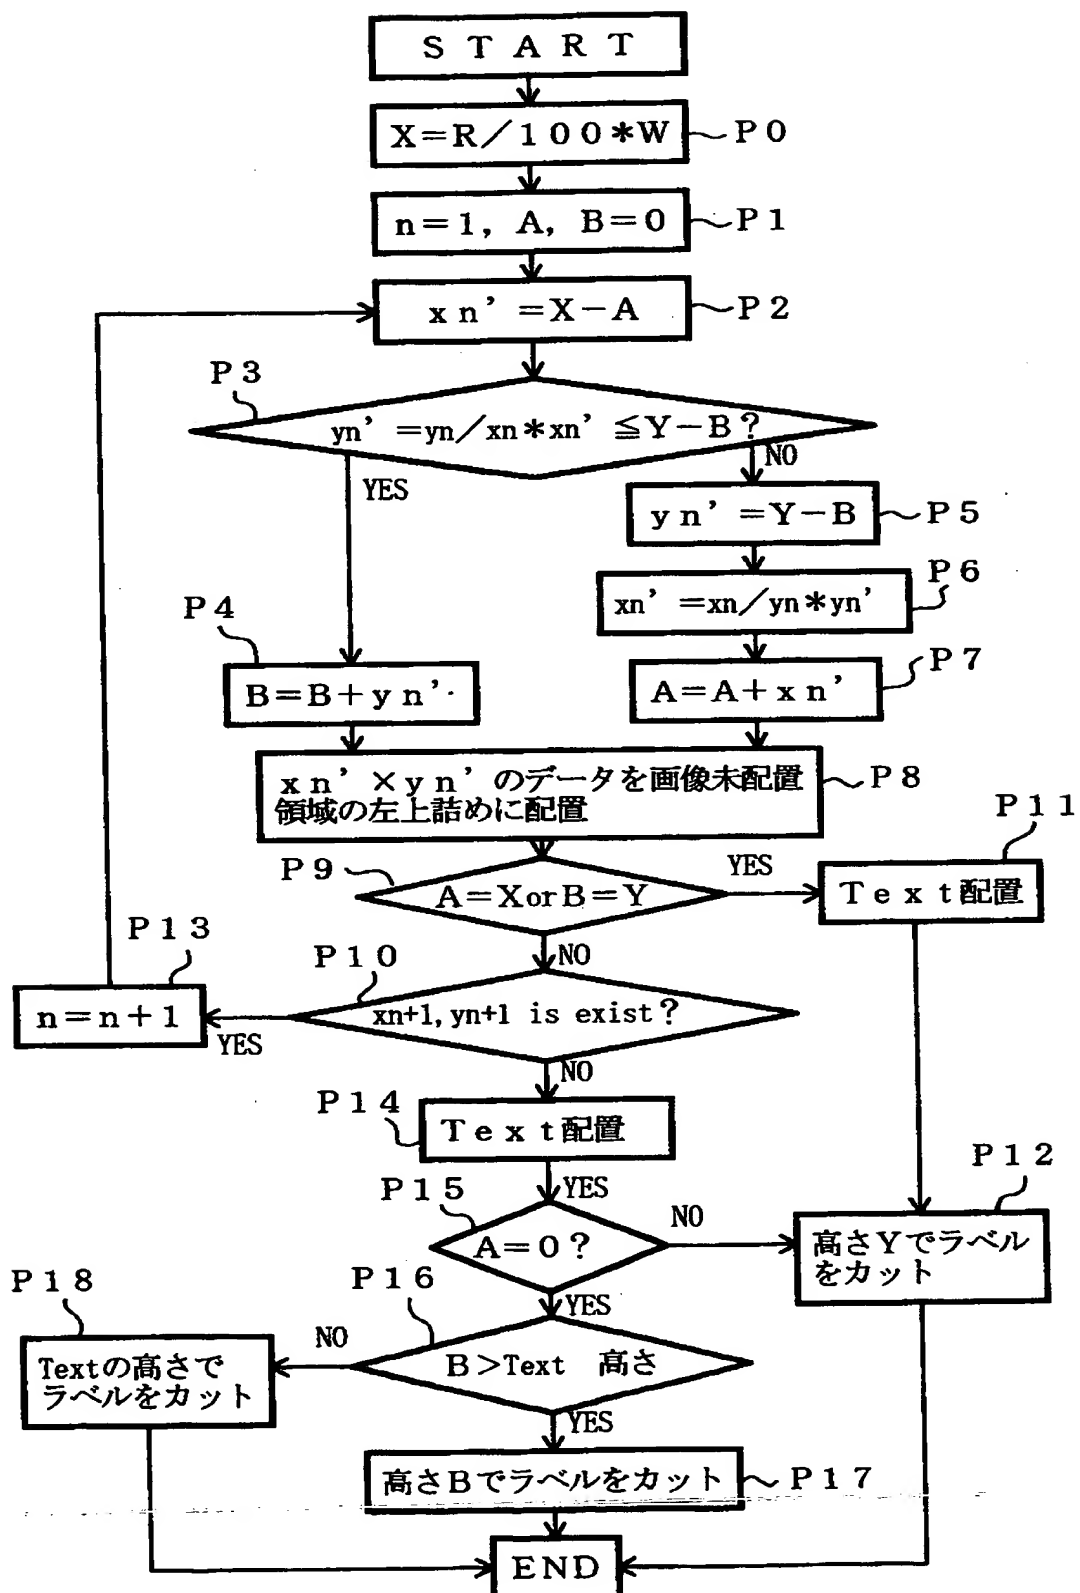 ＳＴＡＲＴ
Ｘ＝Ｒ／１００＊Ｗ
Ｐ０
ｎ＝１，Ａ，Ｂ＝０
Ｐ１
ｘｎ’＝Ｘ－Ａ
Ｐ２
Ｐ３
yn’＝yn／xn＊xn’≦Ｙ－Ｂ？
YES
NO
ｙｎ’＝Ｙ－Ｂ
Ｐ５
Ｐ６
xn’＝xn／yn＊yn’
Ｐ４
Ｂ＝Ｂ＋ｙｎ’
Ｐ７
Ａ＝Ａ＋ｘｎ’
ｘｎ’×ｙｎ’のデータを画像未配置
領域の左上詰めに配置
Ｐ８
Ｐ９
Ａ＝ＸorＢ＝Ｙ
YES
Ｐ１１
Ｔｅｘｔ配置
NO
Ｐ１３
ｎ＝ｎ＋１
Ｐ１０
xn+1,yn+1 is exist？
YES
NO
Ｐ１４
Ｔｅｘｔ配置
YES
Ｐ１５
Ａ＝０？
NO
Ｐ１２
高さＹでラベル
をカット
YES
Ｐ１６
Ｂ＞Text　高さ
NO
Ｐ１８
Textの高さで
ラベルをカット
YES
高さＢでラベルをカット
Ｐ１７
ＥＮＤ